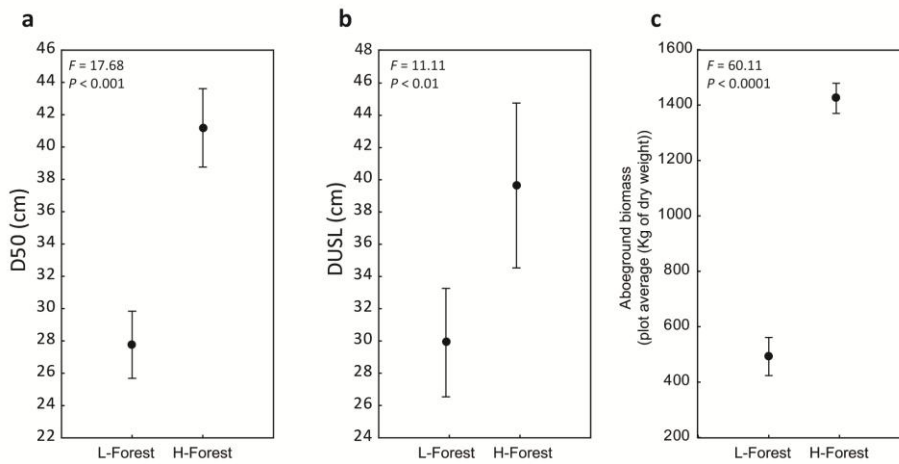 a
F = 17.68
P < 0.001
D50 (cm)
46
44
42
40
38
36
34
32
30
28
26
24
22
L-Forest H-Forest
b
F = 11.11
P < 0.01
DUSL (cm)
48
46
44
42
40
38
36
34
32
30
28
26
24
L-Forest H-Forest
c
F = 60.11
P < 0.0001
Aboeground biomass
(plot average (Kg of dry weight))
1600
1400
1200
1000
800
600
400
200
L-Forest H-Forest